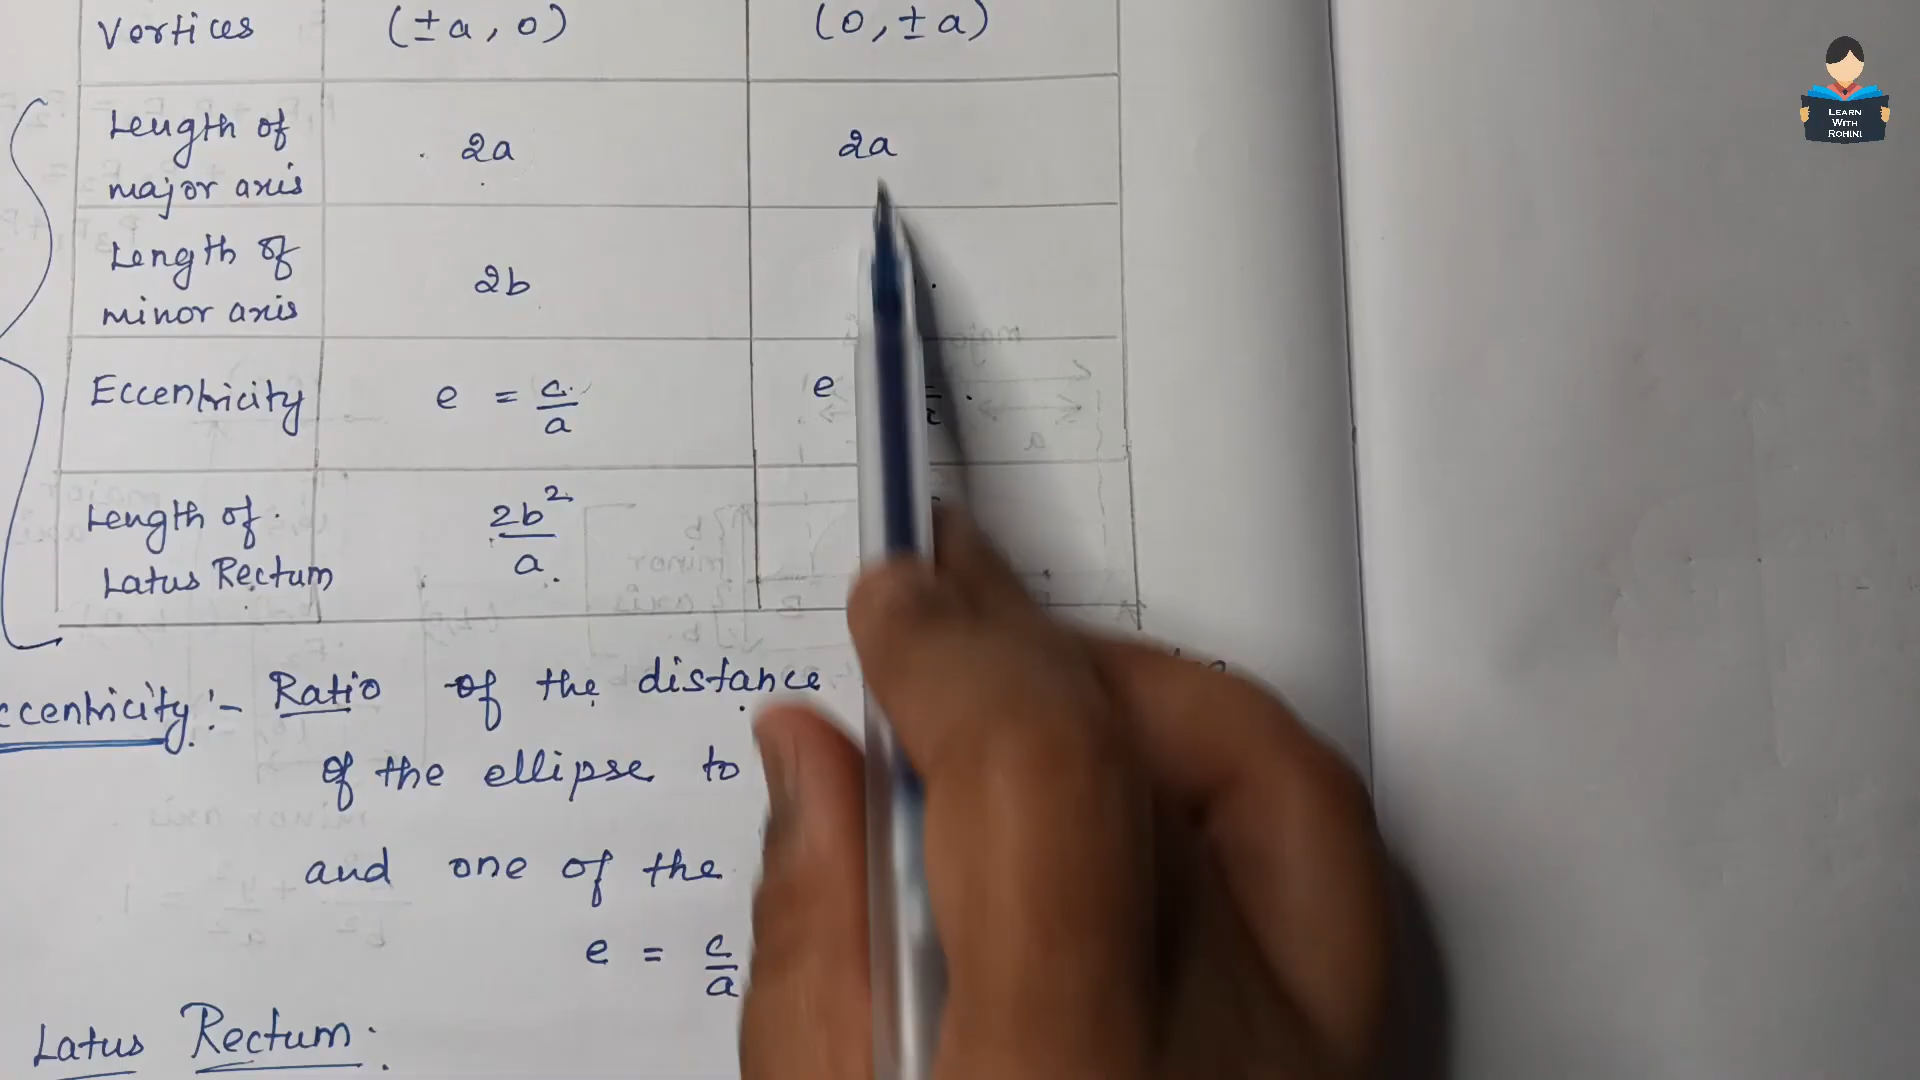 Vertices (±a, 0) (0, ±a)
Length of
major axis 2a 2a
Length of
minor axis 2b
Eccentricity e = c/a e
Length of
Latus Rectum 2b²/a
ccentricity :- Ratio of the distance
of the ellipse to
and one of the
e = c/a
Latus Rectum :
LEARN
WITH
ROHINI